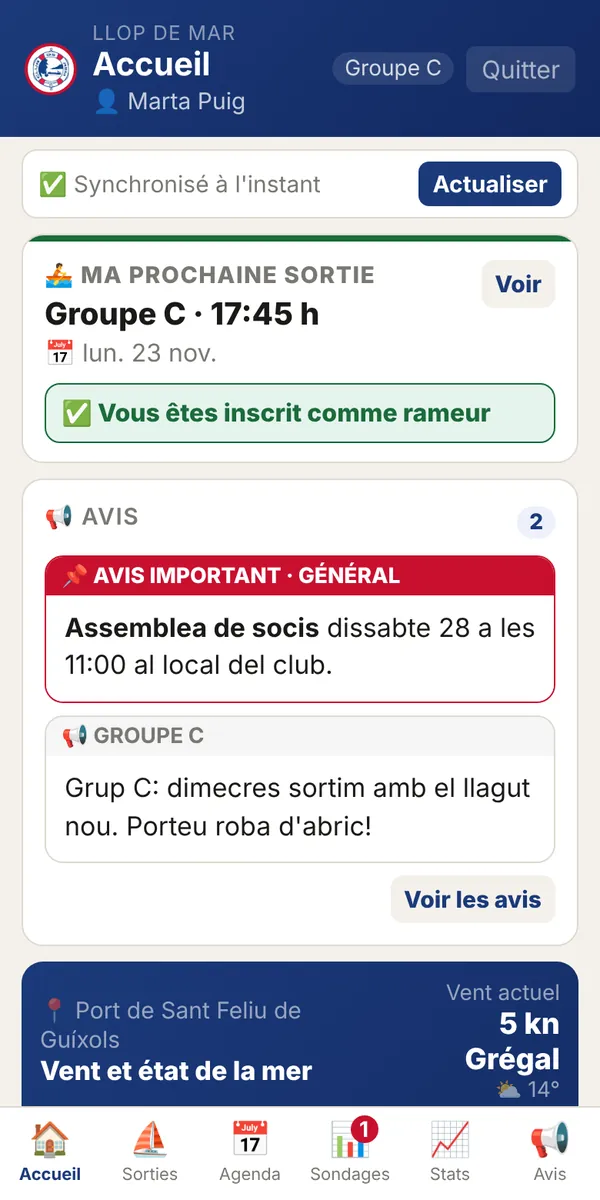 LLOP DE MAR
Accueil
Marta Puig
Groupe C
Quitter
Synchronisé à l'instant
Actualiser
MA PROCHAINE SORTIE
Voir
Groupe C · 17:45 h
lun. 23 nov.
Vous êtes inscrit comme rameur
AVIS
2
AVIS IMPORTANT · GÉNÉRAL
Assemblea de socis dissabte 28 a les
11:00 al local del club.
GROUPE C
Grup C: dimecres sortim amb el llagut
nou. Porteu roba d'abric!
Voir les avis
Port de Sant Feliu de
Guíxols
Vent et état de la mer
Vent actuel
5 kn
Grégal
14°
1
Accueil
Sorties
Agenda
Sondages
Stats
Avis